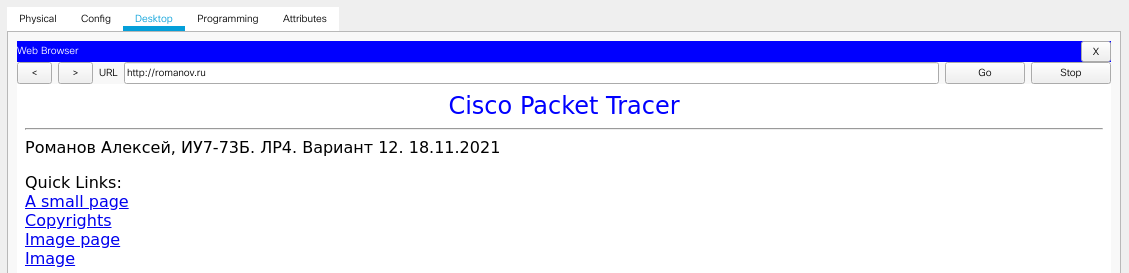 Physical Config Desktop Programming Attributes
Web Browser X
< > URL http://romanov.ru Go Stop
Cisco Packet Tracer
Романов Алексей, ИУ7-73Б. ЛР4. Вариант 12. 18.11.2021
Quick Links:
A small page
Copyrights
Image page
Image